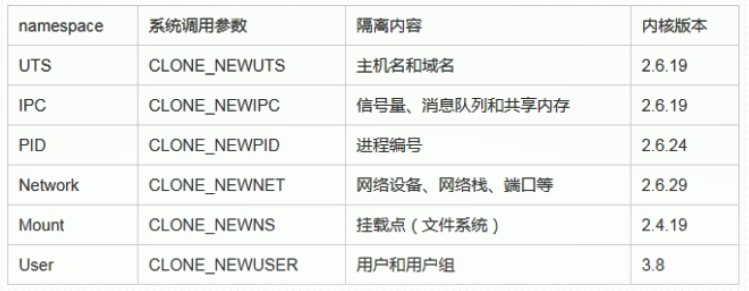 namespace 系统调用参数 隔离内容 内核版本
UTS CLONE_NEWUTS 主机名和域名 2.6.19
IPC CLONE_NEWIPC 信号量、消息队列和共享内存 2.6.19
PID CLONE_NEWPID 进程编号 2.6.24
Network CLONE_NEWNET 网络设备、网络栈、端口等 2.6.29
Mount CLONE_NEWNS 挂载点（文件系统） 2.4.19
User CLONE_NEWUSER 用户和用户组 3.8